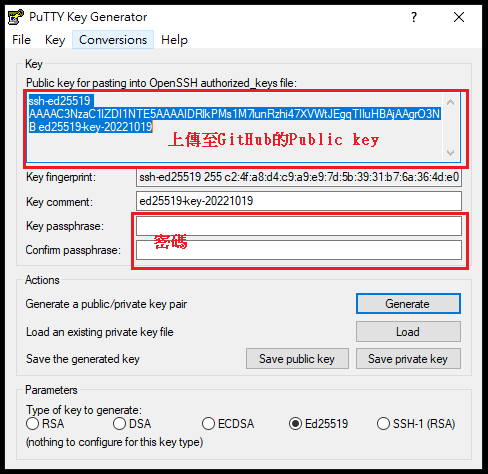 PuTTY Key Generator
?
File Key Conversions Help
Key
Public key for pasting into OpenSSH authorized_keys file:
ssh-ed25519
AAAAC3NzaC1lZDI1NTE5AAAAIDRlkPMs1M7lunRzhi47XVWtJEgqTIIuHBAjAAgrO3N
B ed25519-key-20221019
上傳至GitHub的Public key
Key fingerprint: ssh-ed25519 255 c2:4f:a8:d4:c9:a9:e9:7d:5b:39:31:b7:6a:36:4d:e0
Key comment: ed25519-key-20221019
Key passphrase:
密碼
Confirm passphrase:
Actions
Generate a public/private key pair Generate
Load an existing private key file Load
Save the generated key Save public key Save private key
Parameters
Type of key to generate:
RSA DSA ECDSA Ed25519 SSH-1 (RSA)
(nothing to configure for this key type)